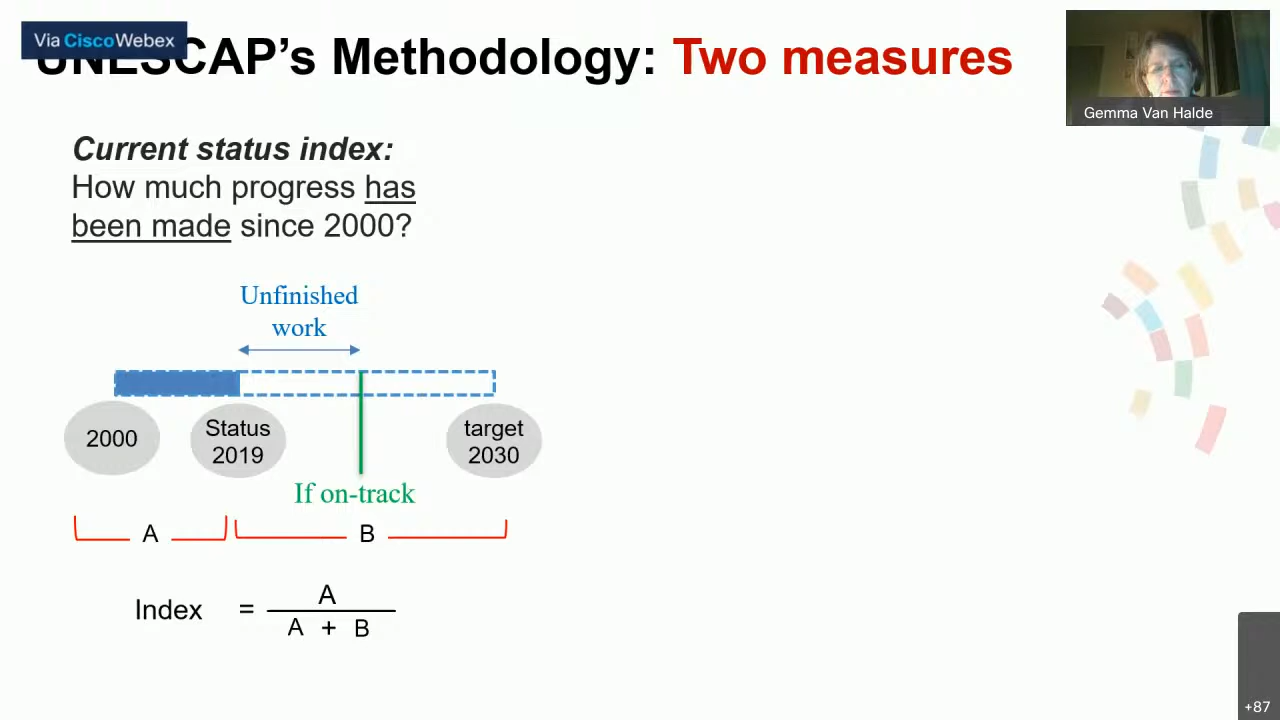 Via CiscoWebex
UNESCAP's Methodology: Two measures
Gemma Van Halde
Current status index:
How much progress has
been made since 2000?
Unfinished
work
2000
Status
2019
target
2030
If on-track
A
B
Index = A
A + B
+87